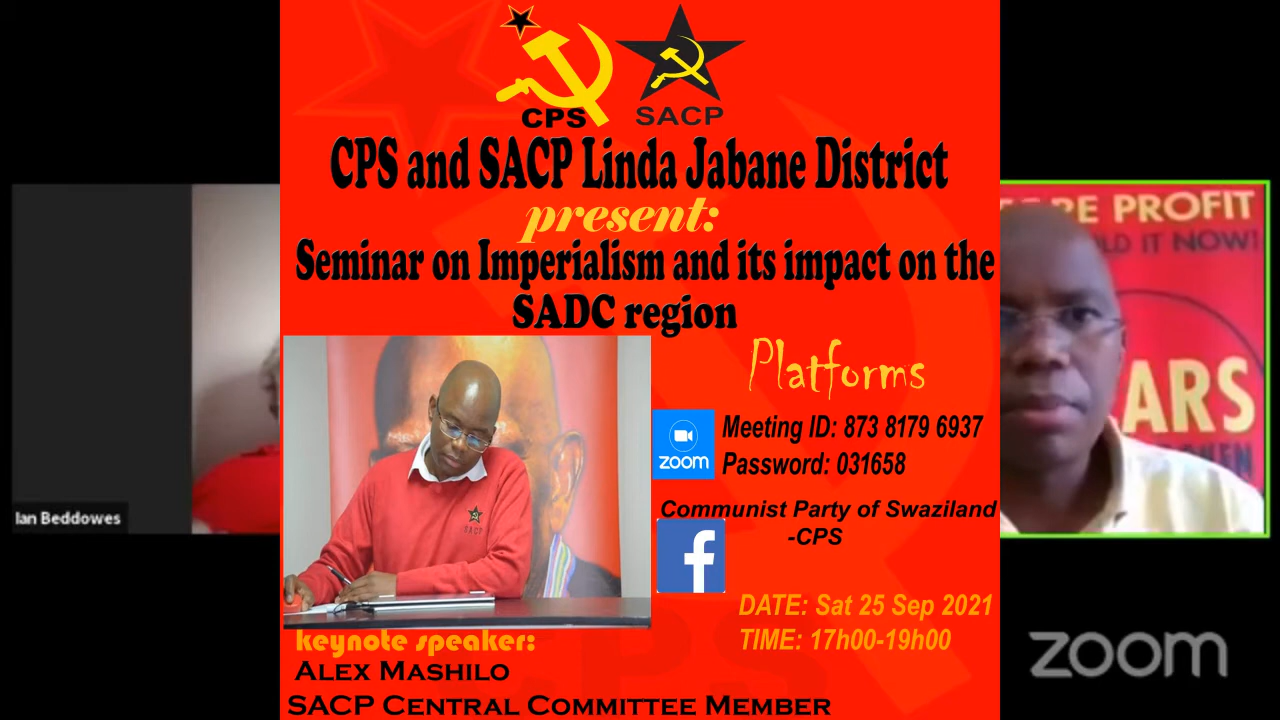 CPS
SACP
CPS and SACP Linda Jabane District
present:
Seminar on Imperialism and its impact on the
SADC region
Platforms
zoom
Meeting ID: 873 8179 6937
Password: 031658
Communist Party of Swaziland
-CPS
f
DATE: Sat 25 Sep 2021
TIME: 17h00-19h00
keynote speaker:
ALEX MASHILO
SACP CENTRAL COMMITTEE MEMBER
SACP
Ian Beddowes
PROFIT
IT NOW!
ARS
zoom